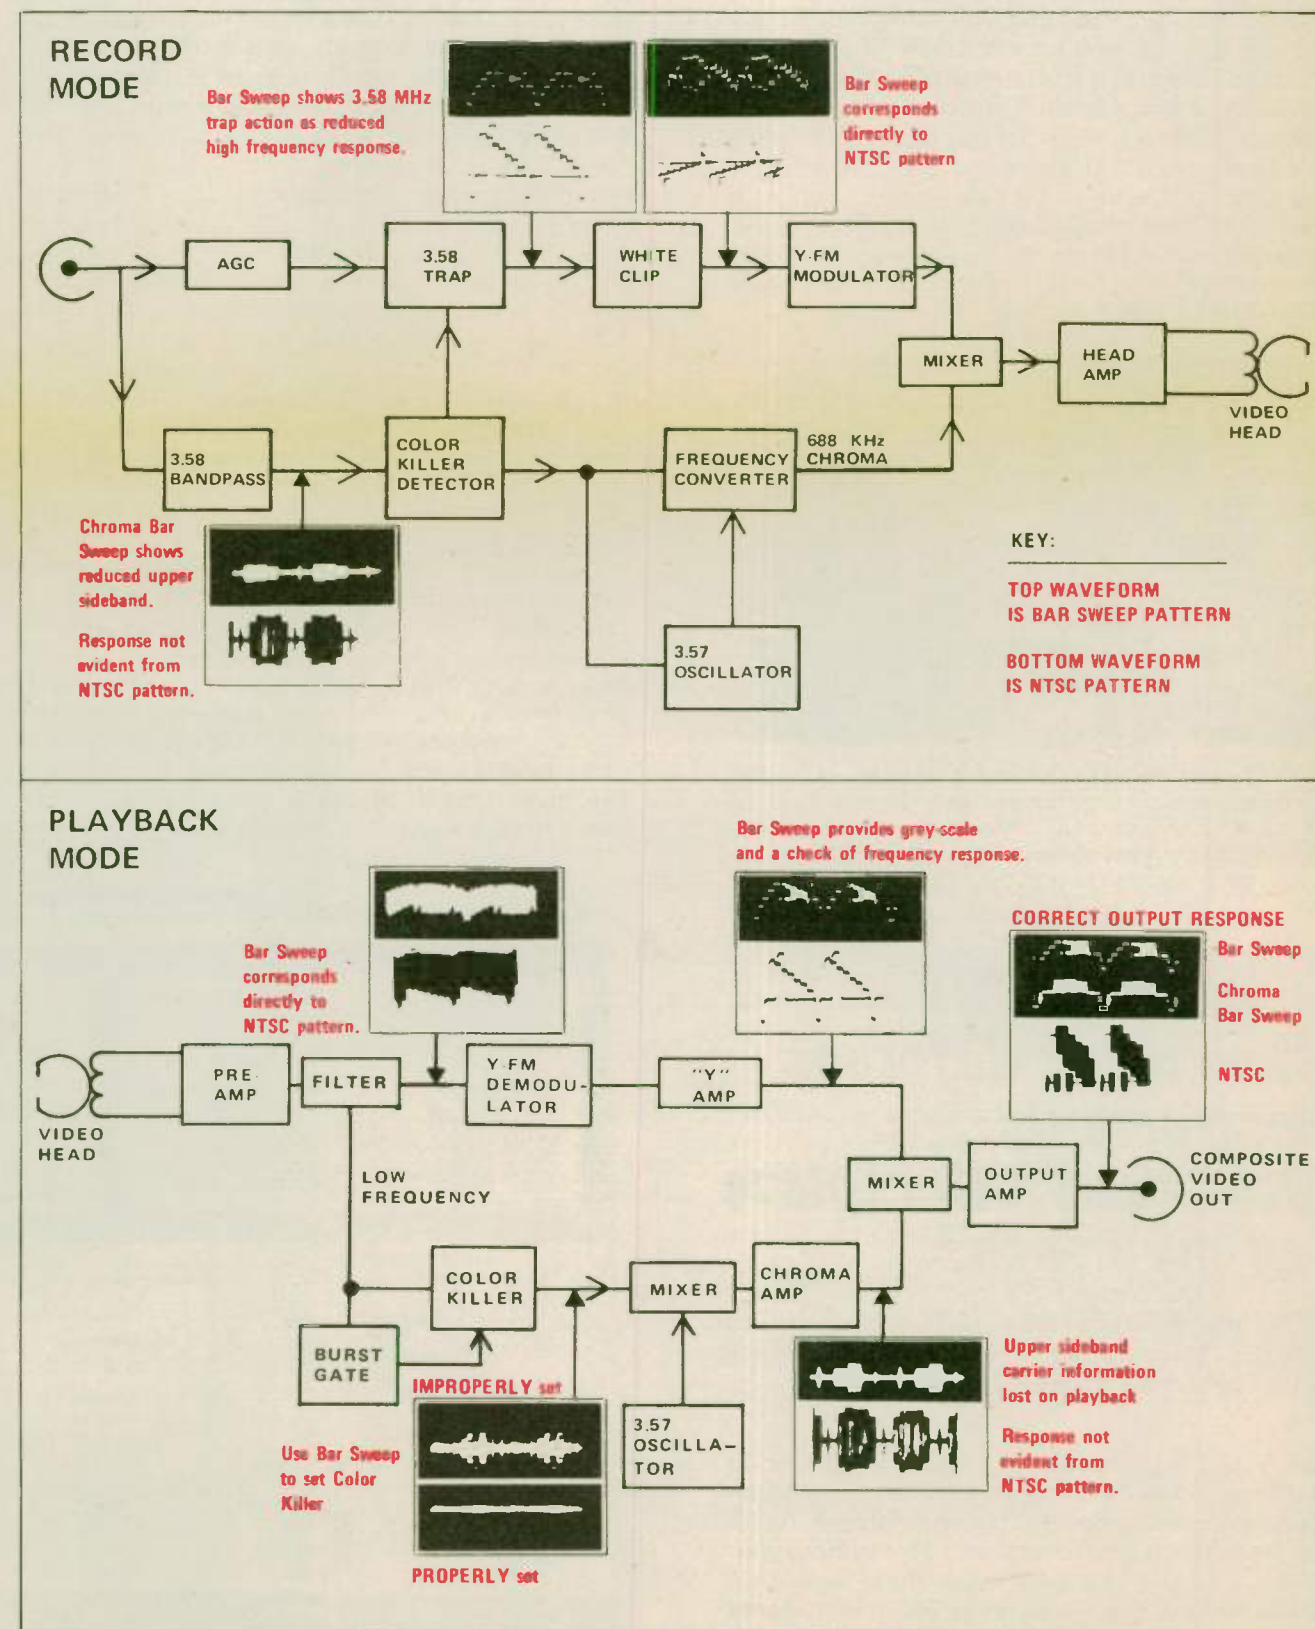 RECORD
MODE
Bar Sweep shows 3.58 MHz
trap action as reduced
high frequency response.
Bar Sweep
corresponds
directly to
NTSC pattern
AGC
3.58
TRAP
WHITE
CLIP
Y-FM
MODULATOR
MIXER
HEAD
AMP
VIDEO
HEAD
3.58
BANDPASS
COLOR
KILLER
DETECTOR
FREQUENCY
CONVERTER
688 KHz
CHROMA
Chroma Bar
Sweep shows
reduced upper
sideband.
Response not
evident from
NTSC pattern.
3.57
OSCILLATOR
KEY:
TOP WAVEFORM
IS BAR SWEEP PATTERN
BOTTOM WAVEFORM
IS NTSC PATTERN
PLAYBACK
MODE
Bar Sweep
corresponds
directly to
NTSC pattern.
Bar Sweep provides grey-scale
and a check of frequency response.
CORRECT OUTPUT RESPONSE
Bar Sweep
Chroma
Bar Sweep
NTSC
VIDEO
HEAD
PRE-
AMP
FILTER
Y-FM
DEMODU-
LATOR
"Y"
AMP
LOW
FREQUENCY
MIXER
OUTPUT
AMP
COMPOSITE
VIDEO
OUT
COLOR
KILLER
MIXER
CHROMA
AMP
BURST
GATE
IMPROPERLY set
Use Bar Sweep
to set Color
Killer
PROPERLY set
3.57
OSCILLA-
TOR
Upper sideband
carrier information
lost on playback
Response not
evident from
NTSC pattern.